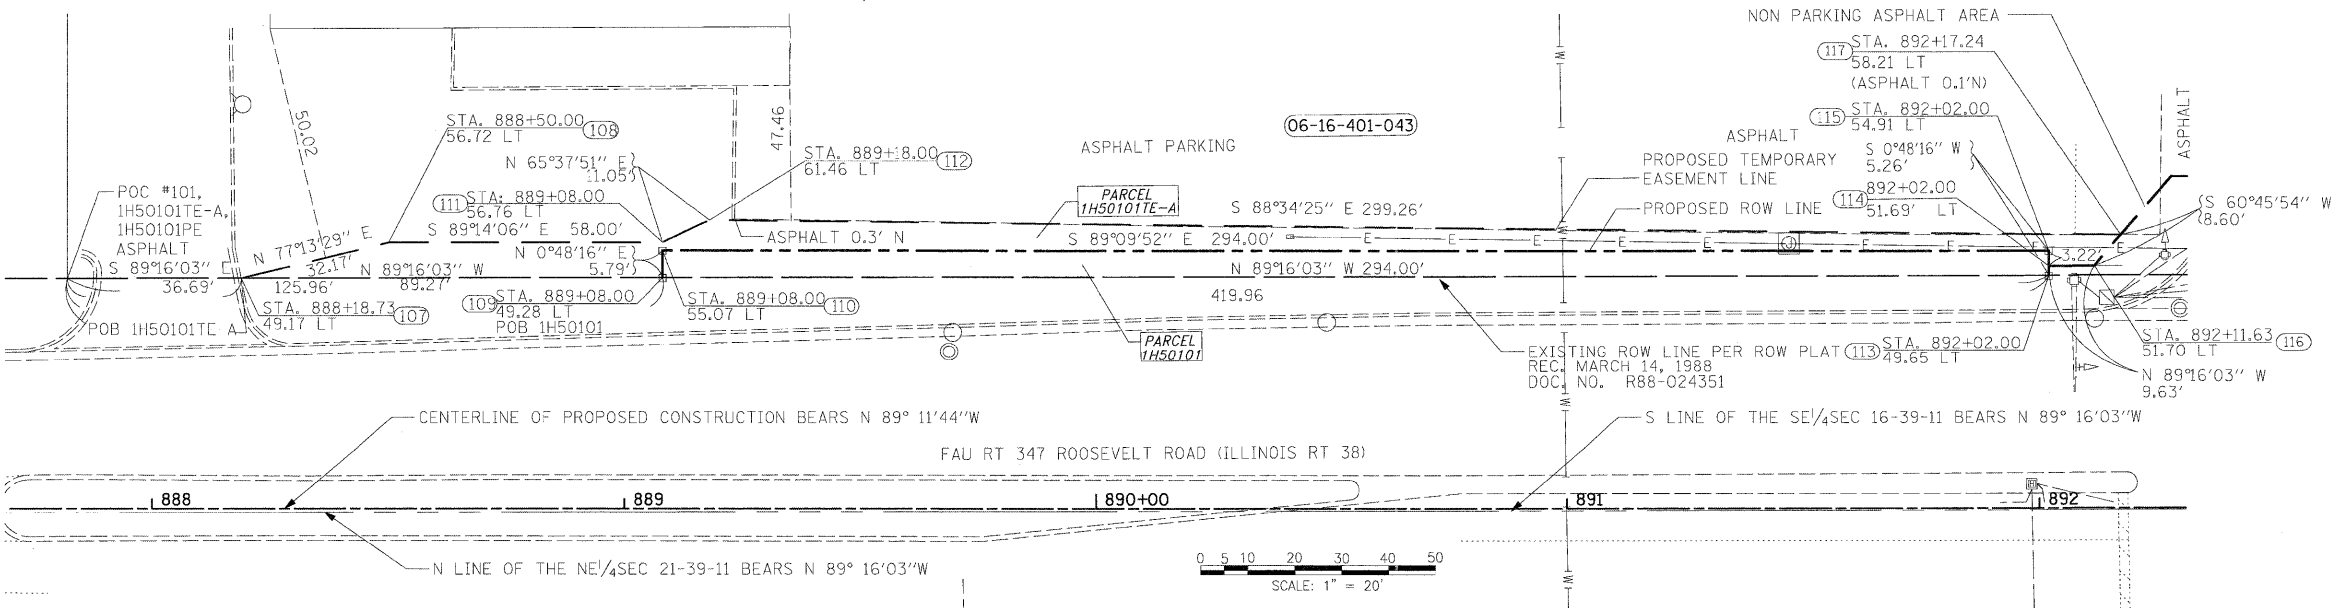 NON PARKING ASPHALT AREA
117
STA. 892+17.24
58.21 LT
(ASPHALT 0.1'N)
115
STA. 892+02.00
54.91 LT
ASPHALT
S 0°48'16" W
5.26'
PROPOSED TEMPORARY
EASEMENT LINE
114
892+02.00
51.69' LT
PROPOSED ROW LINE
ASPHALT
S 60°45'54" W
8.60'
3.22'
50.02
47.46
STA. 888+50.00
56.72 LT
108
N 65°37'51" E
11.05'
STA. 889+18.00
61.46 LT
112
06-16-401-043
ASPHALT PARKING
PARCEL
1H50101TE-A
S 88°34'25" E 299.26'
POC #101,
1H50101TE-A,
1H50101PE
ASPHALT
S 89°16'03" E
36.69'
N 77°13'29" E
32.17'
125.96'
111
STA: 889+08.00
56.76 LT
S 89°14'06" E 58.00'
N 89°16'03" W
89.27'
N 0°48'16" E
5.79'
ASPHALT 0.3' N
S 89°09'52" E 294.00'
N 89°16'03" W 294.00'
419.96
E E E E E E E E E E
J
POB 1H50101TE A
STA. 888+18.73
49.17 LT
107
109
STA. 889+08.00
49.28 LT
POB 1H50101
STA. 889+08.00
55.07 LT
110
PARCEL
1H50101
EXISTING ROW LINE PER ROW PLAT
REC. MARCH 14, 1988
DOC. NO. R88-024351
113
STA. 892+02.00
49.65 LT
STA. 892+11.63
51.70 LT
116
N 89°16'03" W
9.63'
W
W
W
W
W
CENTERLINE OF PROPOSED CONSTRUCTION BEARS N 89° 11'44"W
S LINE OF THE SE1/4SEC 16-39-11 BEARS N 89° 16'03"W
FAU RT 347 ROOSEVELT ROAD (ILLINOIS RT 38)
888
889
890+00
891
892
N LINE OF THE NE1/4SEC 21-39-11 BEARS N 89° 16'03"W
0 5 10 20 30 40 50
SCALE: 1" = 20'